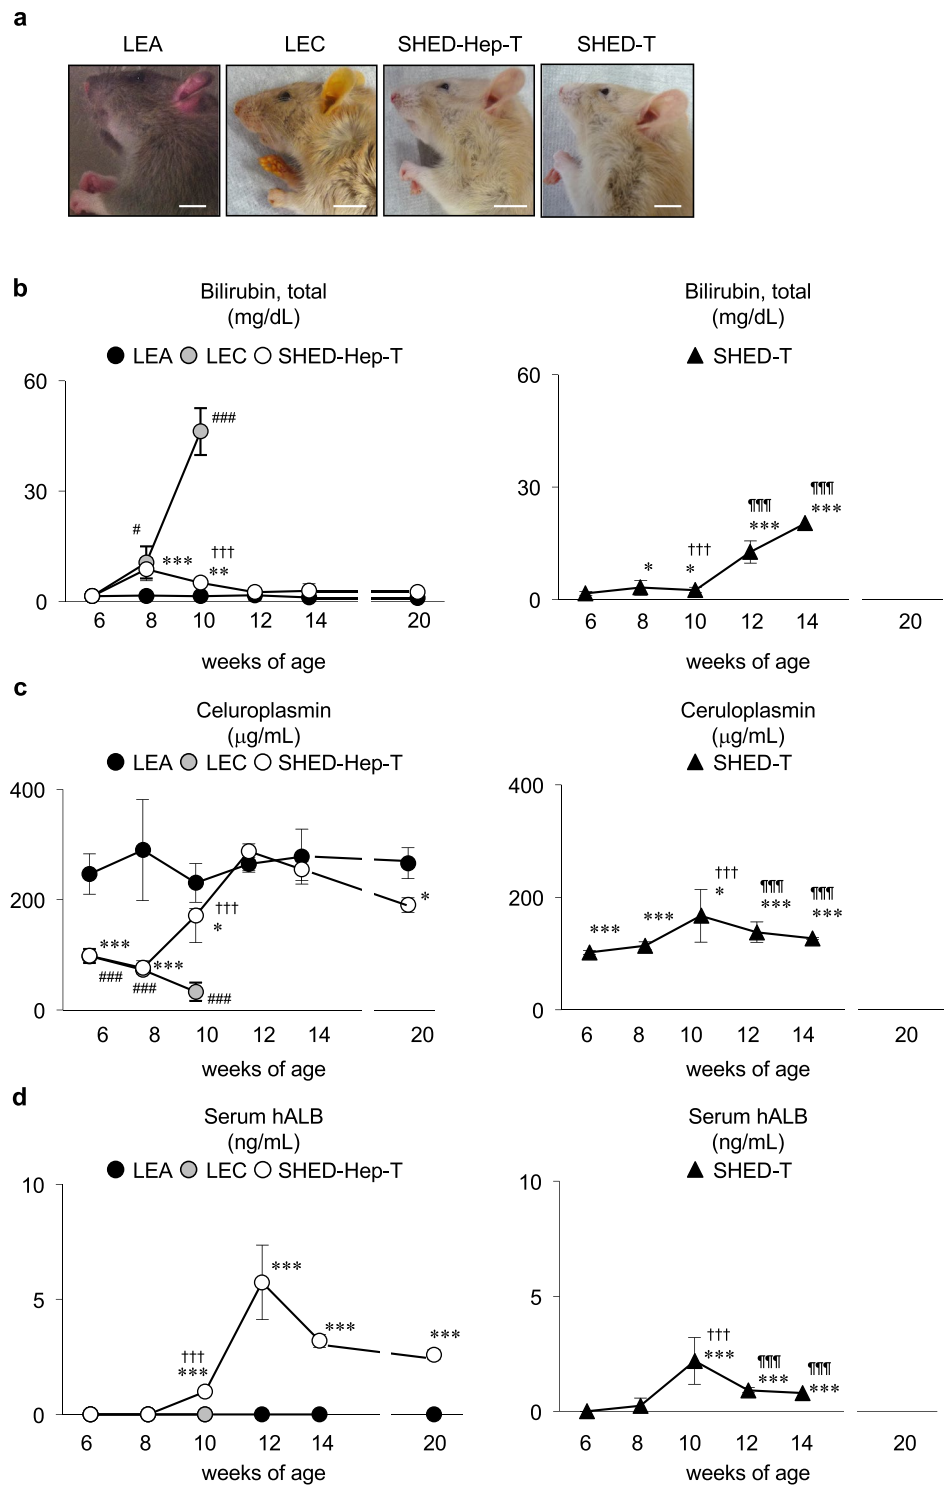 a
LEA LEC SHED-Hep-T SHED-T
b
Bilirubin, total
(mg/dL)
LEA LEC SHED-Hep-T
60
30
0
#
###
***
†††
**
6 8 10 12 14 20
weeks of age
Bilirubin, total
(mg/dL)
SHED-T
60
30
0
*
†††
*
¶¶¶
***
¶¶¶
***
6 8 10 12 14 20
weeks of age
c
Celuroplasmin
(μg/mL)
LEA LEC SHED-Hep-T
400
200
0
***
###
***
###
†††
*
###
*
6 8 10 12 14 20
weeks of age
Ceruloplasmin
(μg/mL)
SHED-T
400
200
0
***
***
†††
*
¶¶¶
***
¶¶¶
***
6 8 10 12 14 20
weeks of age
d
Serum hALB
(ng/mL)
LEA LEC SHED-Hep-T
10
5
0
†††
***
***
***
***
6 8 10 12 14 20
weeks of age
Serum hALB
(ng/mL)
SHED-T
10
5
0
†††
***
¶¶¶
***
¶¶¶
***
6 8 10 12 14 20
weeks of age